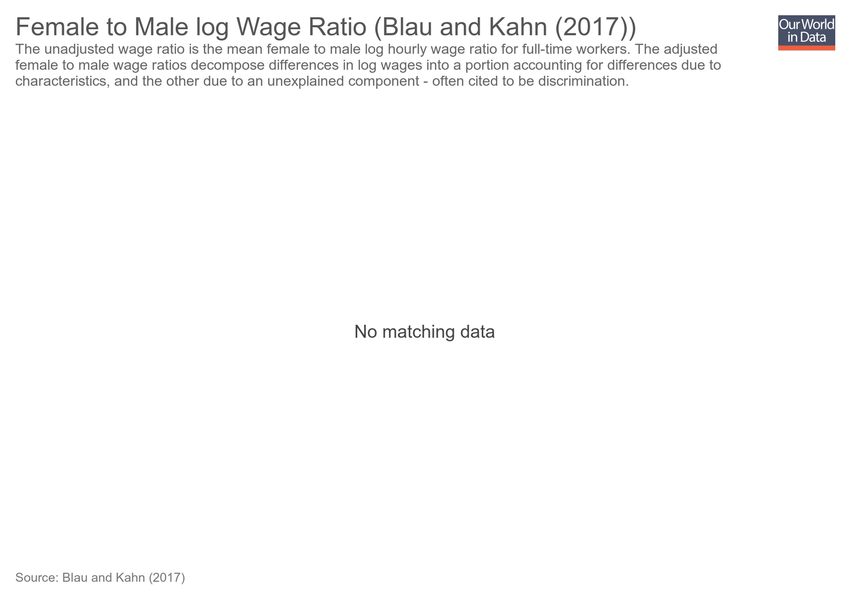 Female to Male log Wage Ratio (Blau and Kahn (2017))
Our World
in Data
The unadjusted wage ratio is the mean female to male log hourly wage ratio for full-time workers. The adjusted
female to male wage ratios decompose differences in log wages into a portion accounting for differences due to
characteristics, and the other due to an unexplained component - often cited to be discrimination.
No matching data
Source: Blau and Kahn (2017)